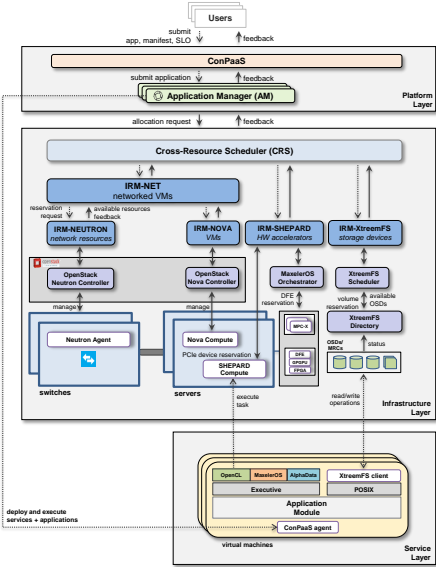 Users
submit
app, manifest, SLO
feedback
ConPaaS
submit application
feedback
Application Manager (AM)
Platform
Layer
allocation request
feedback
Cross-Resource Scheduler (CRS)
IRM-NET
networked VMs
reservation
request
available resources
feedback
IRM-NEUTRON
network resources
IRM-NOVA
VMs
IRM-SHEPARD
HW accelerators
IRM-XtreemFS
storage devices
openstack
OpenStack
Neutron Controller
OpenStack
Nova Controller
MaxelerOS
Orchestrator
XtreemFS
Scheduler
manage
manage
DFE
reservation
volume
reservation
available
OSDs
Neutron Agent
Nova Compute
PCIe device reservation
SHEPARD
Compute
MPC-X
DFE
GPGPU
FPGA
XtreemFS
Directory
OSDs/
MRCs
status
switches
servers
execute
task
read/write
operations
Infrastructure
Layer
OpenCL
MaxelerOS
AlphaData
XtreemFS client
Executive
POSIX
Application
Module
ConPaaS agent
deploy and execute
services + applications
virtual machines
Service
Layer